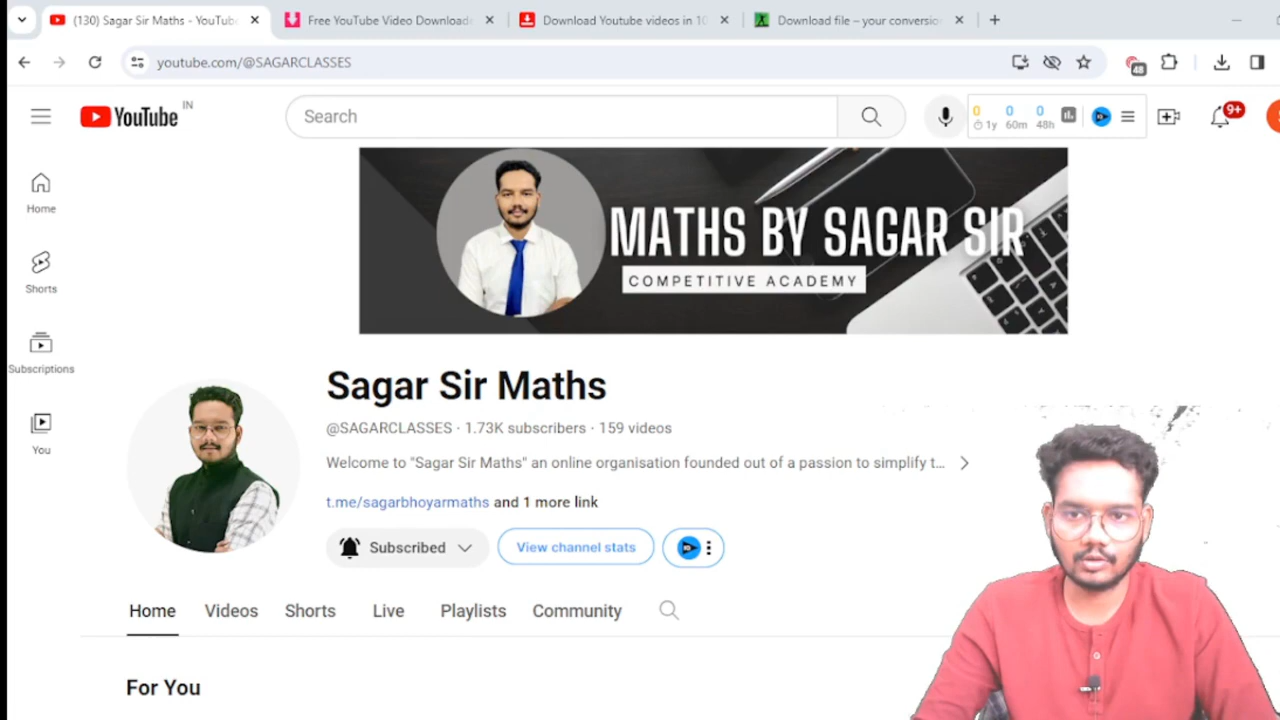 (130) Sagar Sir Maths - YouTube
Free YouTube Video Downloade
Download Youtube videos in 10
Download file – your conversio
youtube.com/@SAGARCLASSES
48
YouTube IN
Search
0 0 0
1y 60m 48h
9+
MATHS BY SAGAR SIR
COMPETITIVE ACADEMY
Home
Shorts
Subscriptions
You
Sagar Sir Maths
@SAGARCLASSES · 1.73K subscribers · 159 videos
Welcome to "Sagar Sir Maths" an online organisation founded out of a passion to simplify t...
t.me/sagarbhoyarmaths and 1 more link
Subscribed
View channel stats
Home Videos Shorts Live Playlists Community
For You